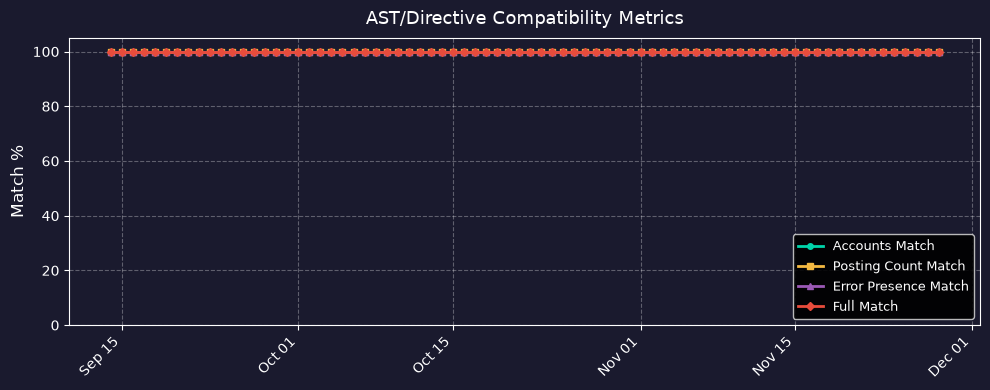 AST/Directive Compatibility Metrics
Match %
100
80
60
40
20
0
Accounts Match
Posting Count Match
Error Presence Match
Full Match
Sep 15
Oct 01
Oct 15
Nov 01
Nov 15
Dec 01